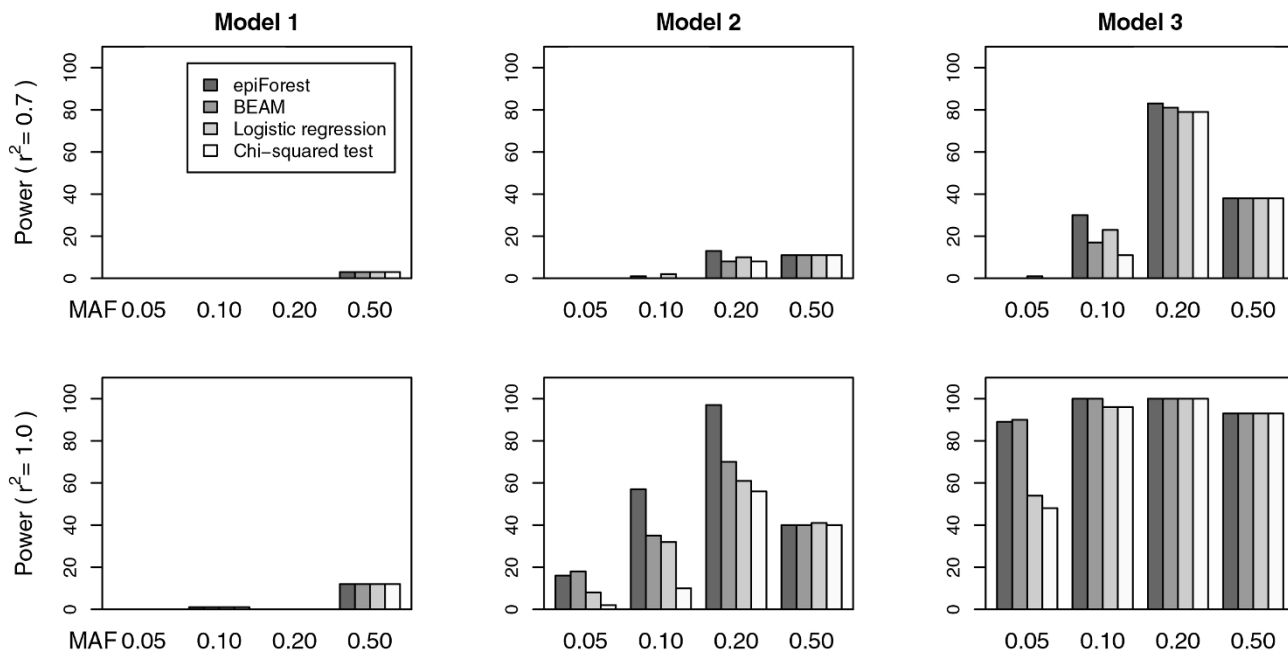 Model 1
Model 2
Model 3
Power ( r²= 0.7 )
100
80
60
40
20
0
epiForest
BEAM
Logistic regression
Chi−squared test
MAF 0.05 0.10 0.20 0.50
100
80
60
40
20
0
0.05 0.10 0.20 0.50
100
80
60
40
20
0
0.05 0.10 0.20 0.50
Power ( r²= 1.0 )
100
80
60
40
20
0
MAF 0.05 0.10 0.20 0.50
100
80
60
40
20
0
0.05 0.10 0.20 0.50
100
80
60
40
20
0
0.05 0.10 0.20 0.50